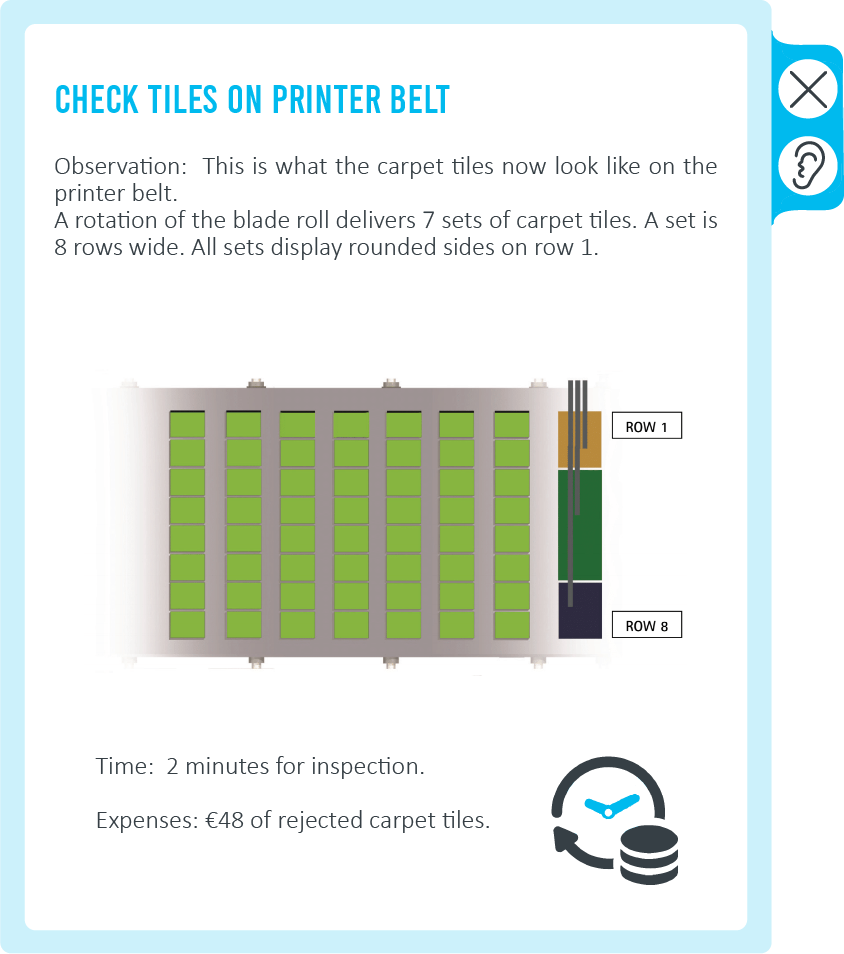 CHECK TILES ON PRINTER BELT
Observation: This is what the carpet tiles now look like on the
printer belt.
A rotation of the blade roll delivers 7 sets of carpet tiles. A set is
8 rows wide. All sets display rounded sides on row 1.
ROW 1
ROW 8
Time: 2 minutes for inspection.
Expenses: €48 of rejected carpet tiles.